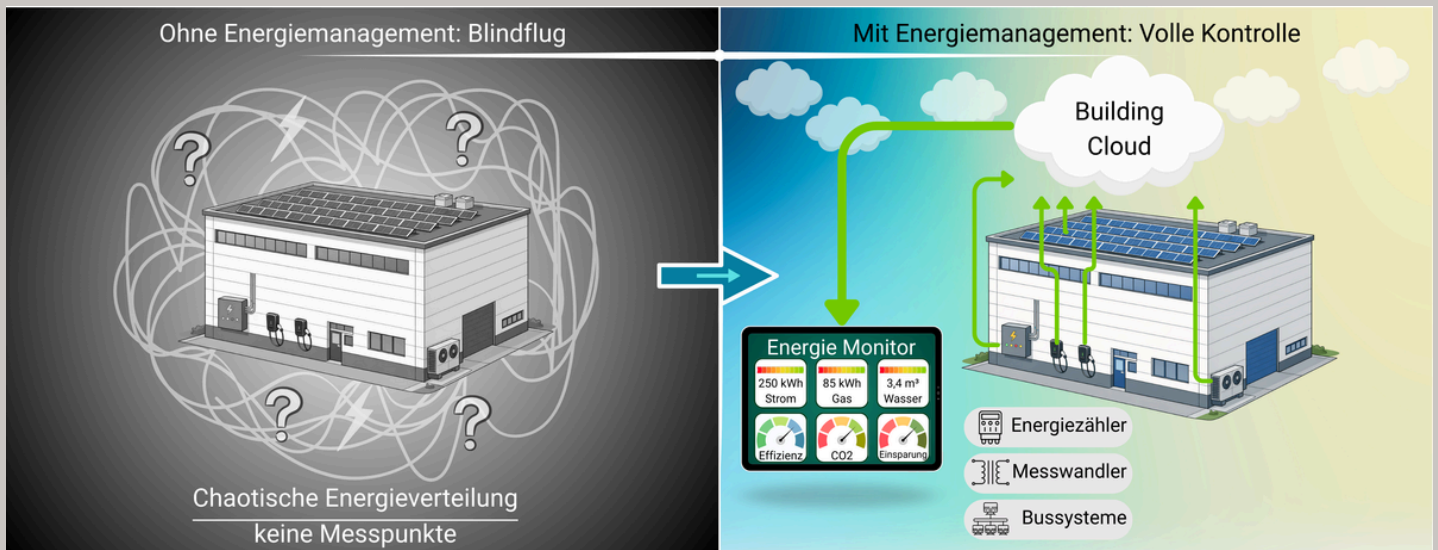 Ohne Energiemanagement: Blindflug
Chaotische Energieverteilung
keine Messpunkte
Mit Energiemanagement: Volle Kontrolle
Building
Cloud
Energie Monitor
250 kWh
Strom
85 kWh
Gas
3,4 m³
Wasser
Effizienz
CO2
Einsparung
Energiezähler
Messwandler
Bussysteme